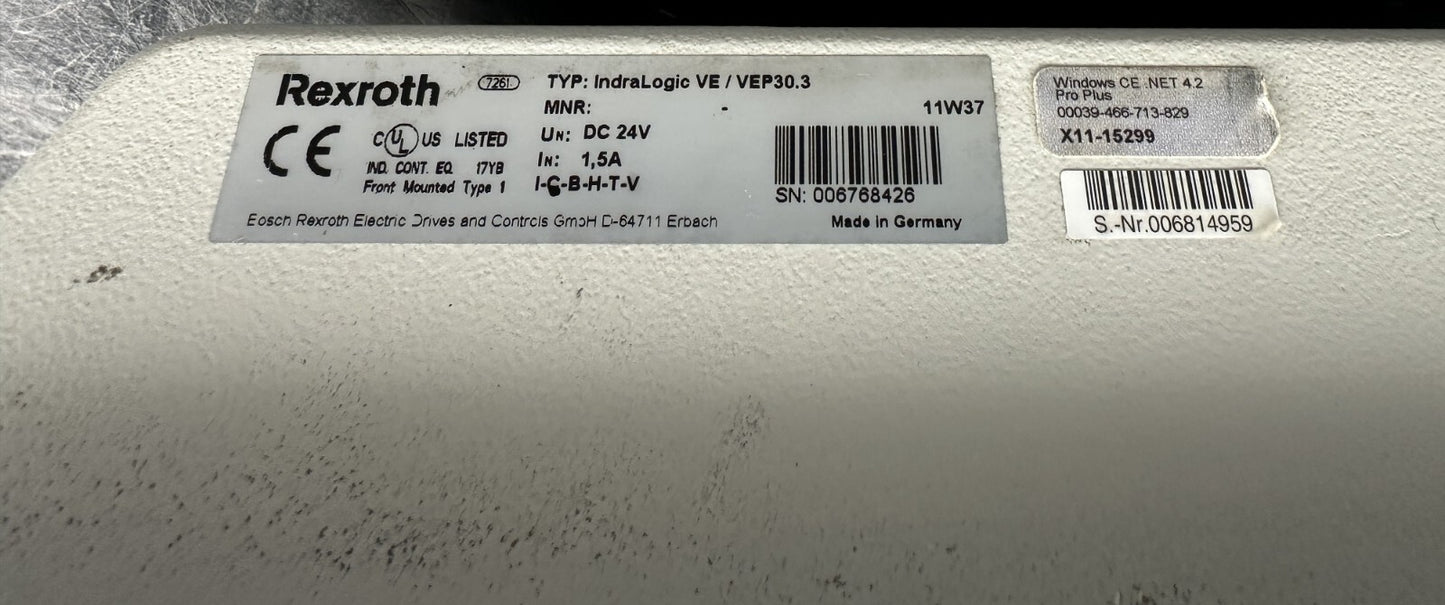 Rexroth 7261 TYP: IndraLogic VE / VEP30.3
MNR: - 11W37
CE C UL US LISTED UN: DC 24V
IND. CONT. EQ. 17YB IN: 1,5A
Front Mounted Type 1 I-C-B-H-T-V
SN: 006768426
Bosch Rexroth Electric Drives and Controls GmbH D-64711 Erbach Made in Germany
Windows CE .NET 4.2
Pro Plus
00039-466-713-829
X11-15299
S.-Nr.006814959